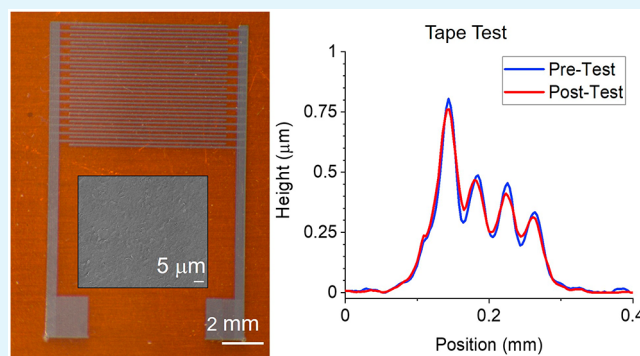 5 μm
2 mm
Tape Test
Pre-Test
Post-Test
Height (μm)
1
0.75
0.5
0.25
0
0
0.2
0.4
Position (mm)